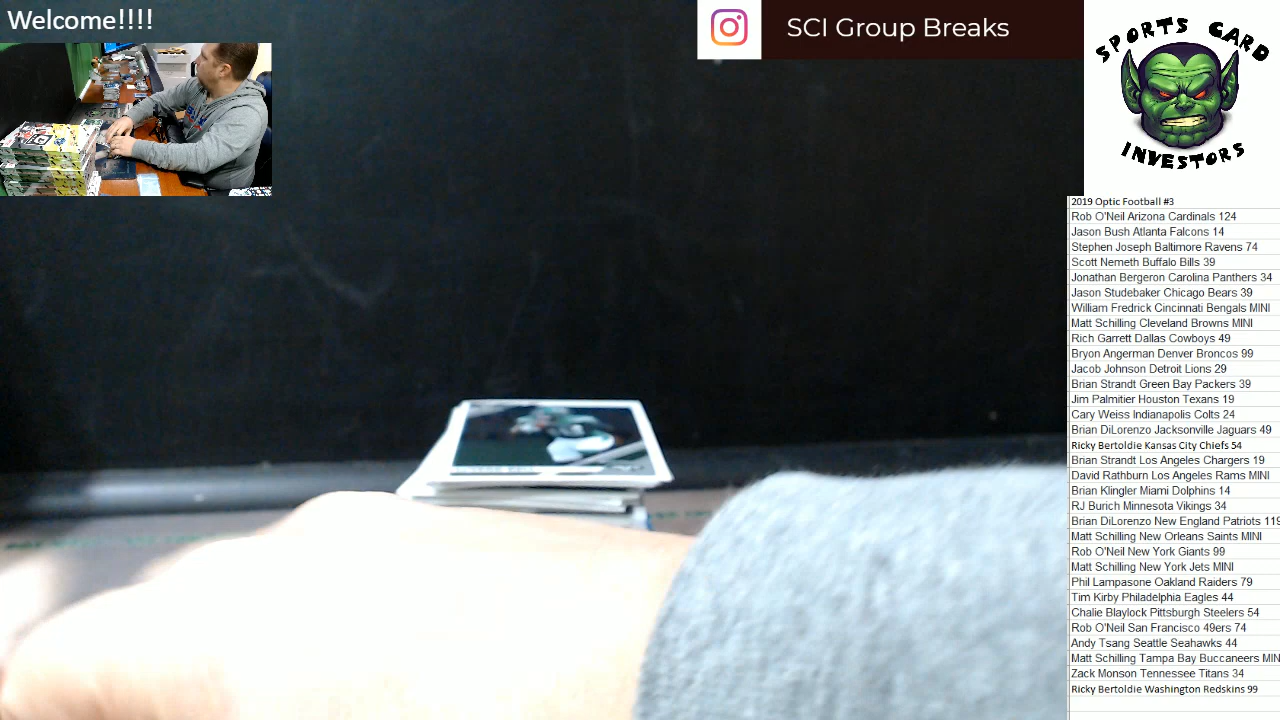 Welcome!!!!
SCI Group Breaks
SPORTS CARD
INVESTORS
2019 Optic Football #3
Rob O'Neil Arizona Cardinals 124
Jason Bush Atlanta Falcons 14
Stephen Joseph Baltimore Ravens 74
Scott Nemeth Buffalo Bills 39
Jonathan Bergeron Carolina Panthers 34
Jason Studebaker Chicago Bears 39
William Fredrick Cincinnati Bengals MINI
Matt Schilling Cleveland Browns MINI
Rich Garrett Dallas Cowboys 49
Bryon Angerman Denver Broncos 99
Jacob Johnson Detroit Lions 29
Brian Strandt Green Bay Packers 39
Jim Palmitier Houston Texans 19
Cary Weiss Indianapolis Colts 24
Brian DiLorenzo Jacksonville Jaguars 49
Ricky Bertoldie Kansas City Chiefs 54
Brian Strandt Los Angeles Chargers 19
David Rathburn Los Angeles Rams MINI
Brian Klingler Miami Dolphins 14
RJ Burich Minnesota Vikings 34
Brian DiLorenzo New England Patriots 119
Matt Schilling New Orleans Saints MINI
Rob O'Neil New York Giants 99
Matt Schilling New York Jets MINI
Phil Lampasone Oakland Raiders 79
Tim Kirby Philadelphia Eagles 44
Chalie Blaylock Pittsburgh Steelers 54
Rob O'Neil San Francisco 49ers 74
Andy Tsang Seattle Seahawks 44
Matt Schilling Tampa Bay Buccaneers MIN
Zack Monson Tennessee Titans 34
Ricky Bertoldie Washington Redskins 99